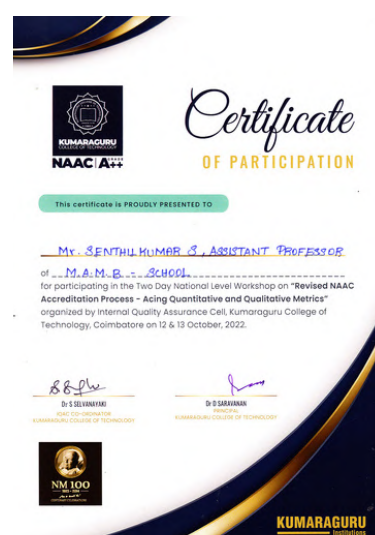 KUMARAGURU
COLLEGE OF TECHNOLOGY
NAAC A++
GRADE
Certificate
OF PARTICIPATION
This certificate is PROUDLY PRESENTED TO
Mr. SENTHIL KUMAR S, ASSISTANT PROFESSOR
of M.A.M.B - SCHOOL
for participating in the Two Day National Level Workshop on "Revised NAAC
Accreditation Process - Acing Quantitative and Qualitative Metrics"
organized by Internal Quality Assurance Cell, Kumaraguru College of
Technology, Coimbatore on 12 & 13 October, 2022.
Dr S SELVANAYAKI
IQAC CO-ORDINATOR
KUMARAGURU COLLEGE OF TECHNOLOGY
Dr D SARAVANAN
PRINCIPAL
KUMARAGURU COLLEGE OF TECHNOLOGY
NM 100
KUMARAGURU
Institutions